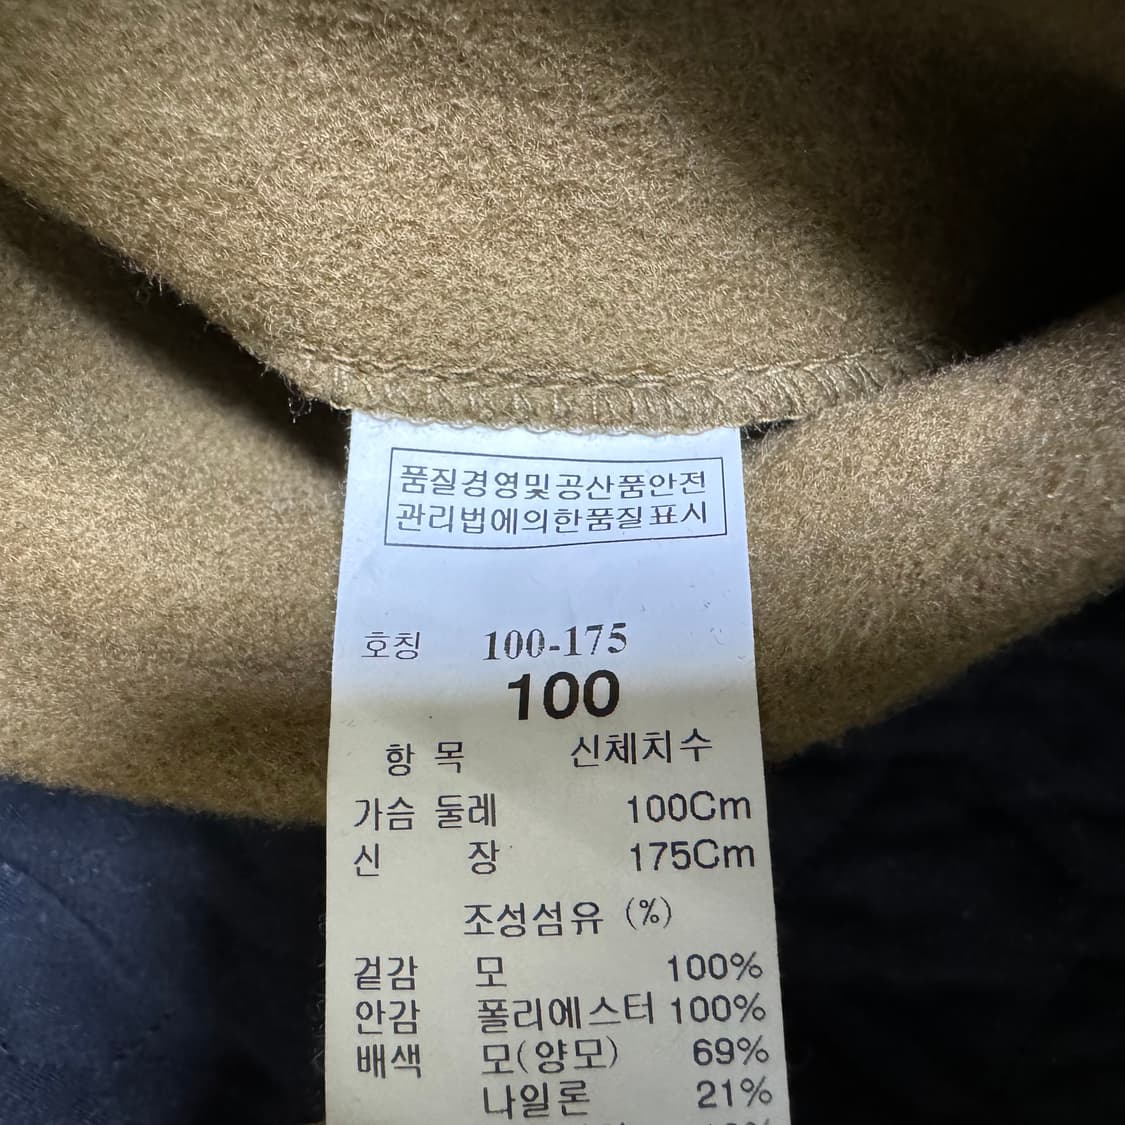 품질경영및공산품안전
관리법에의한품질표시
호칭 100-175
100
항 목 신체치수
가슴 둘레 100Cm
신 장 175Cm
조성섬유 (%)
겉감 모 100%
안감 폴리에스터 100%
배색 모(양모) 69%
나일론 21%